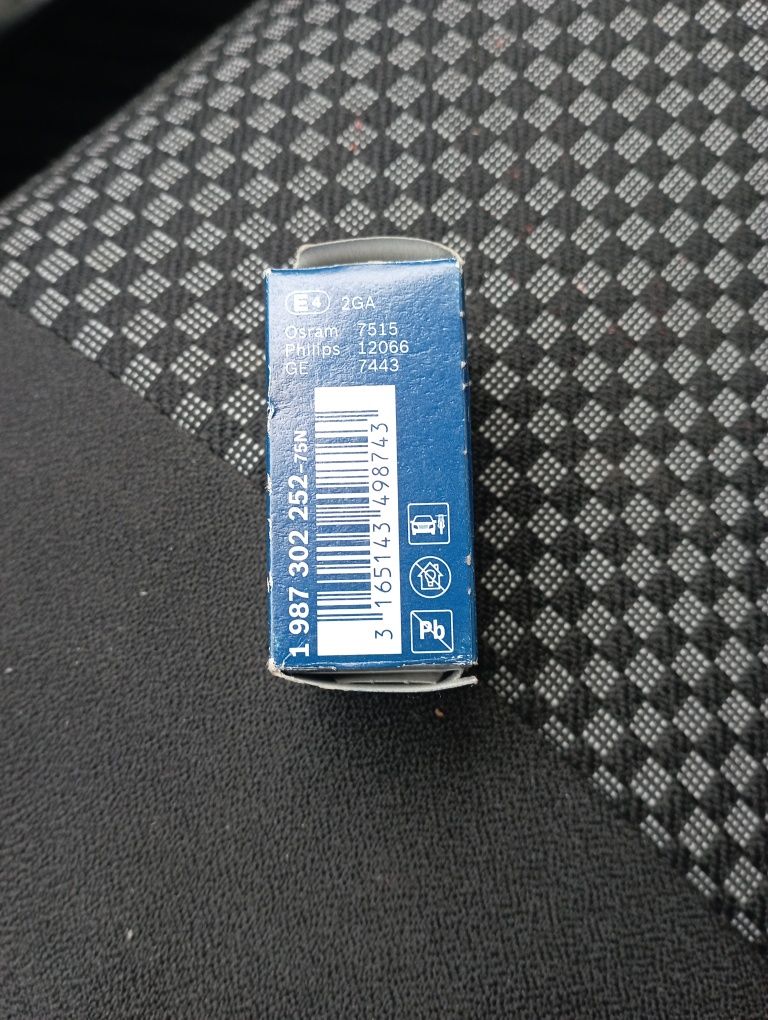 E4 2GA
Osram 7515
Philips 12066
GE 7443
1 987 302 252-75N
3 165143 498743
Pb